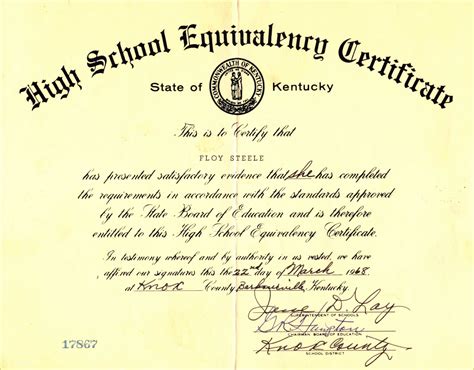 High School Equivalency Certificate
State of Kentucky
COMMONWEALTH OF KENTUCKY
This is to Certify that
FLOY STEELE
has presented satisfactory evidence that she has completed
the requirements in accordance with the standards approved
by the State Board of Education and is therefore
entitled to this High School Equivalency Certificate.
In testimony whereof and by authority in us vested, we have
affixed our signatures this the 22nd day of March 1968
at Knox County, Barbourville, Kentucky.
Jesse D. Lay
SUPERINTENDENT OF SCHOOLS
CHAIRMAN BOARD OF EDUCATION
Knox County
SCHOOL DISTRICT
17867